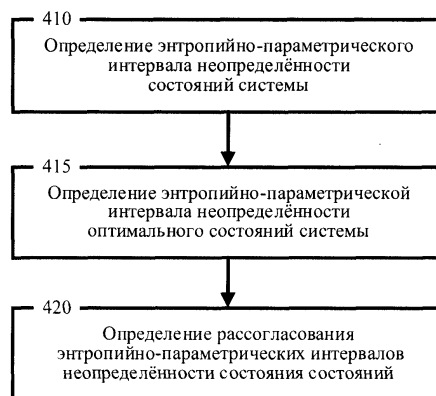 410
Определение энтропийно-параметрического
интервала неопределённости
состояний системы
415
Определение энтропийно-параметрической
интервала неопределённости
оптимального состояний системы
420
Определение рассогласования
энтропийно-параметрических интервалов
неопределённости состояния состояний